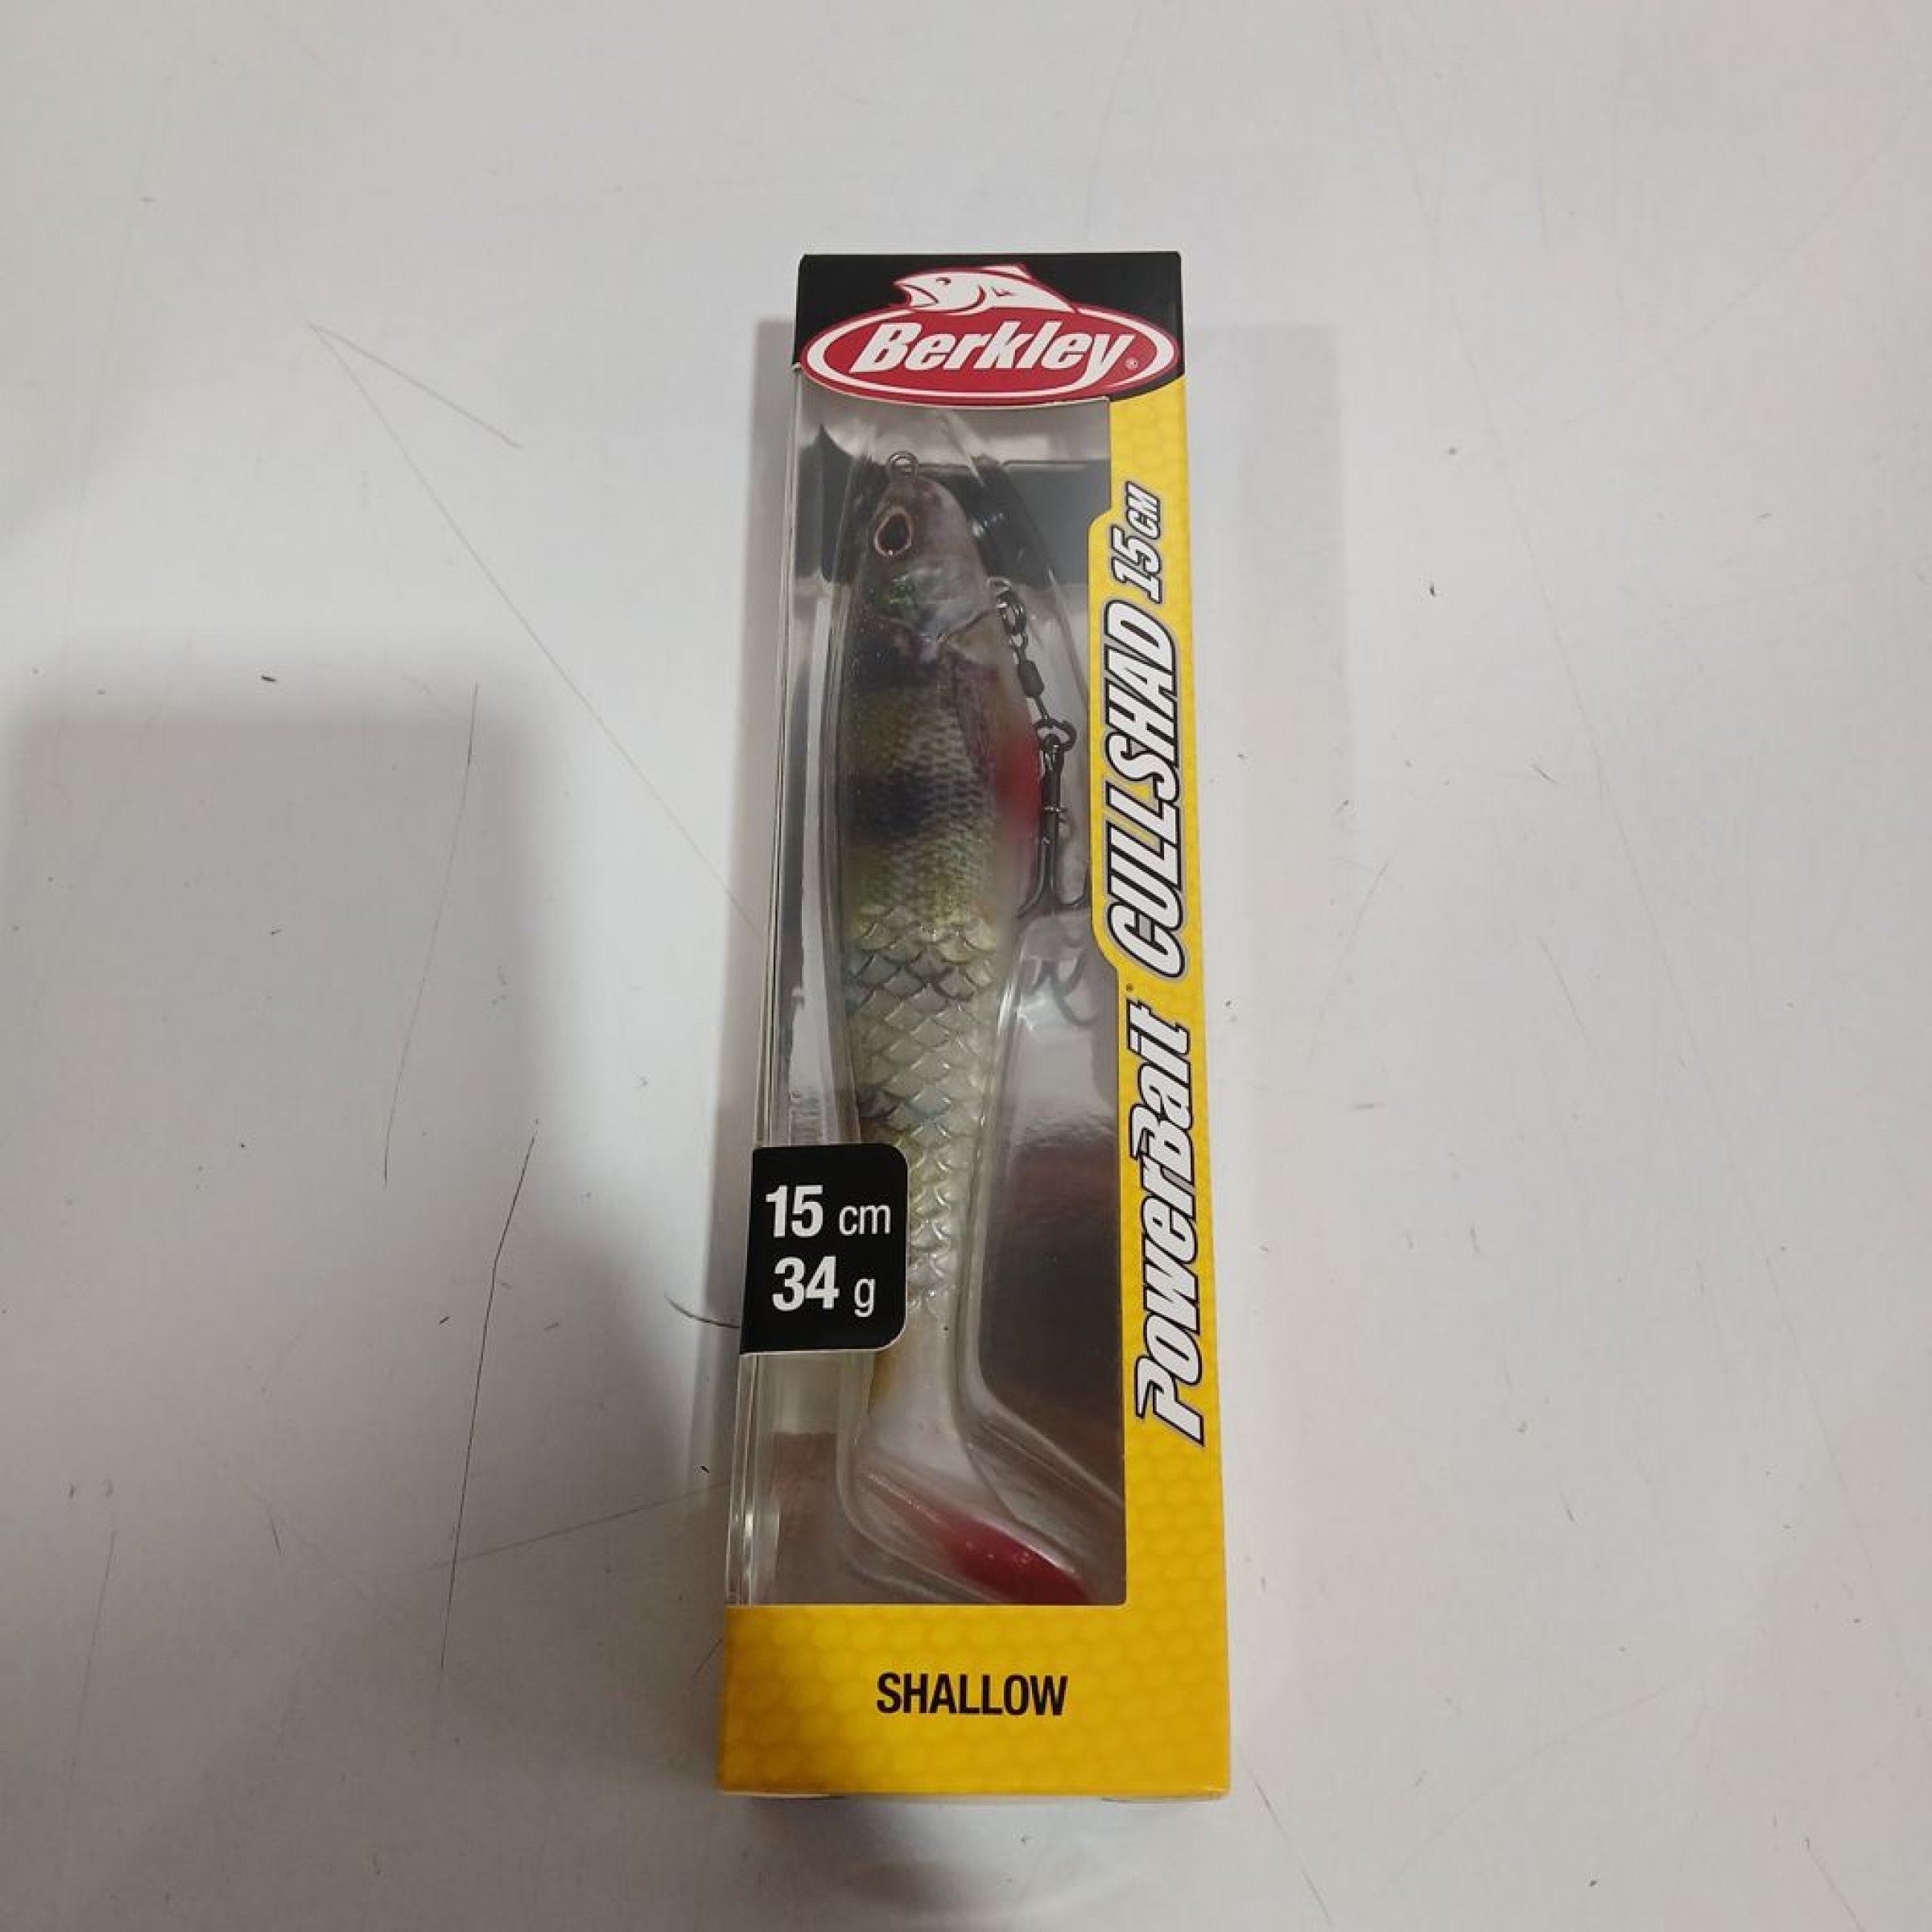 Berkley®
PowerBait® CULLSHAD 15CM
15 cm
34 g
SHALLOW